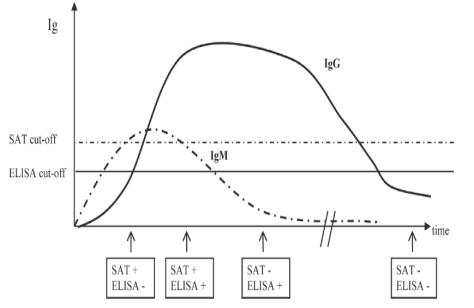 Ig
IgG
SAT cut-off
IgM
ELISA cut-off
time
SAT +
ELISA -
SAT +
ELISA +
SAT -
ELISA +
SAT -
ELISA -